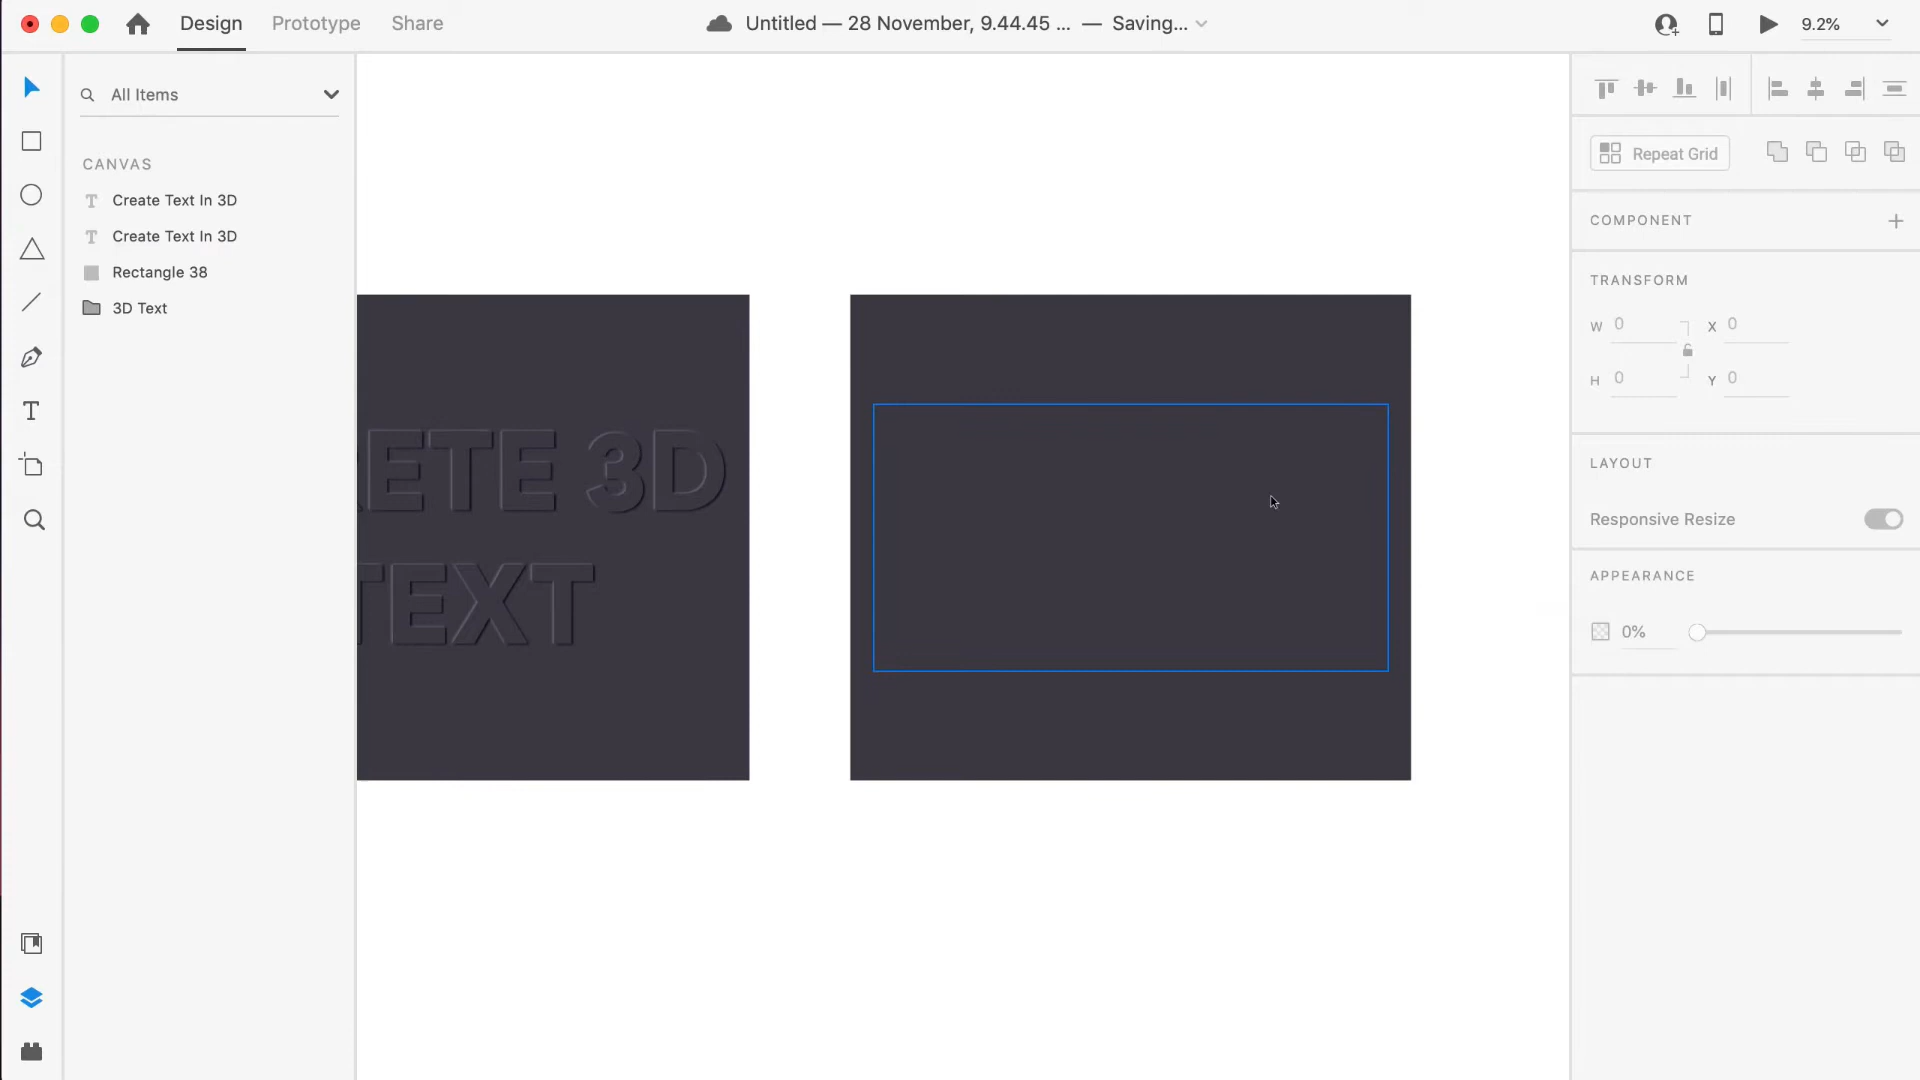 Design Prototype Share
Untitled — 28 November, 9.44.45 ... — Saving...
9.2%
All Items
CANVAS
Create Text In 3D
Create Text In 3D
Rectangle 38
3D Text
RETE 3D
TEXT
Repeat Grid
COMPONENT
TRANSFORM
W 0 X 0
H 0 Y 0
LAYOUT
Responsive Resize
APPEARANCE
0%